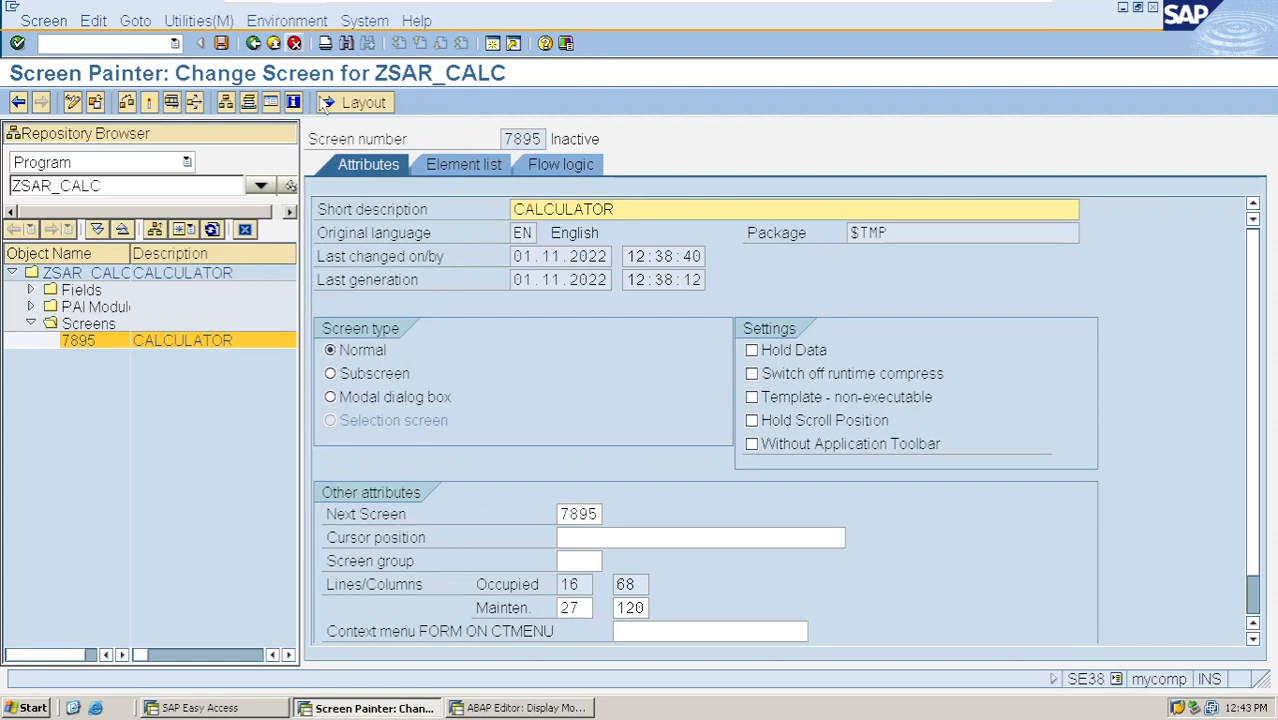 Screen Edit Goto Utilities(M) Environment System Help
SAP
Screen Painter: Change Screen for ZSAR_CALC
Layout
Repository Browser
Program
ZSAR_CALC
Object Name Description
ZSAR_CALC CALCULATOR
Fields
PAI Modul
Screens
7895 CALCULATOR
Screen number 7895 Inactive
Attributes Element list Flow logic
Short description CALCULATOR
Original language EN English Package $TMP
Last changed on/by 01.11.2022 12:38:40
Last generation 01.11.2022 12:38:12
Screen type
Normal
Subscreen
Modal dialog box
Selection screen
Settings
Hold Data
Switch off runtime compress
Template - non-executable
Hold Scroll Position
Without Application Toolbar
Other attributes
Next Screen 7895
Cursor position
Screen group
Lines/Columns Occupied 16 68
Mainten. 27 120
Context menu FORM ON CTMENU
SE38 mycomp INS
Start SAP Easy Access Screen Painter: Chan... ABAP Editor: Display Mo... 12:43 PM